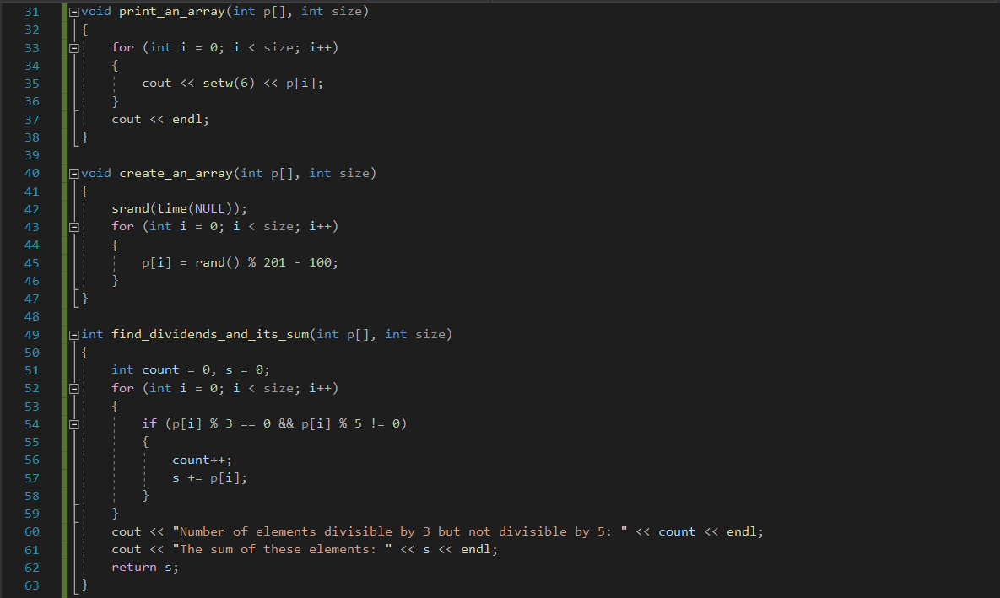 31 void print_an_array(int p[], int size)
32 {
33     for (int i = 0; i < size; i++)
34     {
35         cout << setw(6) << p[i];
36     }
37     cout << endl;
38 }
39
40 void create_an_array(int p[], int size)
41 {
42     srand(time(NULL));
43     for (int i = 0; i < size; i++)
44     {
45         p[i] = rand() % 201 - 100;
46     }
47 }
48
49 int find_dividends_and_its_sum(int p[], int size)
50 {
51     int count = 0, s = 0;
52     for (int i = 0; i < size; i++)
53     {
54         if (p[i] % 3 == 0 && p[i] % 5 != 0)
55         {
56             count++;
57             s += p[i];
58         }
59     }
60     cout << "Number of elements divisible by 3 but not divisible by 5: " << count << endl;
61     cout << "The sum of these elements: " << s << endl;
62     return s;
63 }